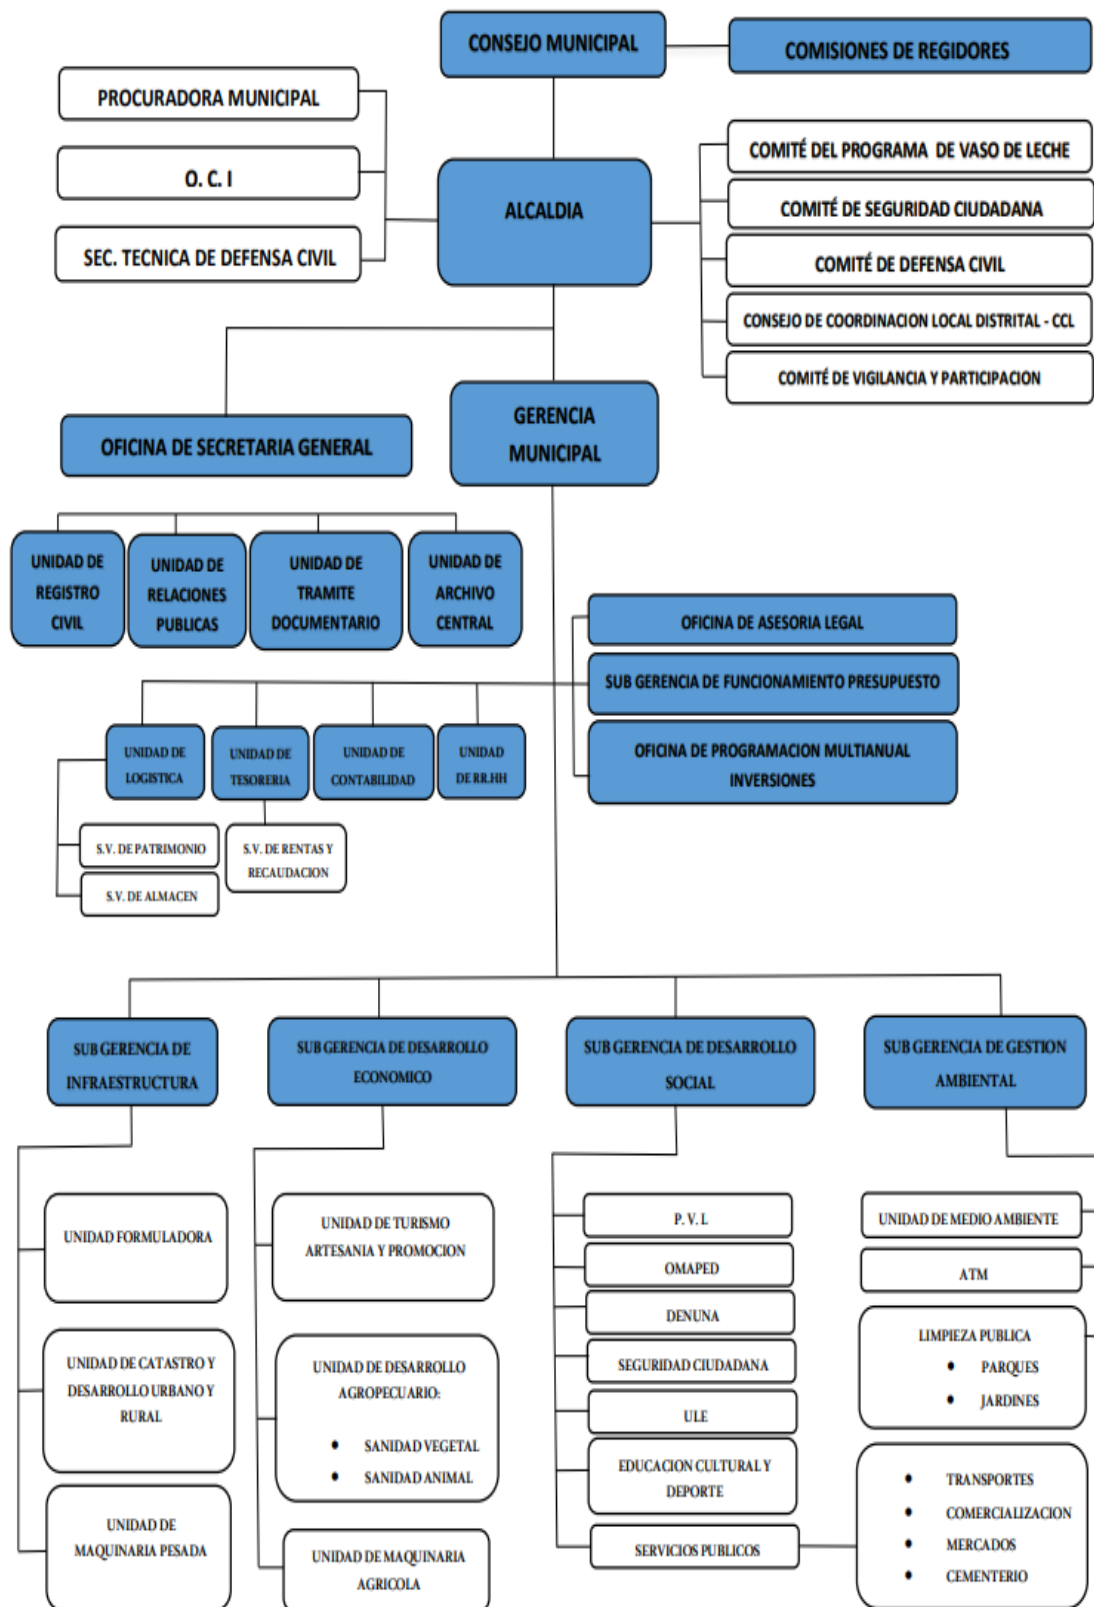 CONSEJO MUNICIPAL
COMISIONES DE REGIDORES
PROCURADORA MUNICIPAL
O. C. I
SEC. TECNICA DE DEFENSA CIVIL
ALCALDIA
COMITÉ DEL PROGRAMA DE VASO DE LECHE
COMITÉ DE SEGURIDAD CIUDADANA
COMITÉ DE DEFENSA CIVIL
CONSEJO DE COORDINACION LOCAL DISTRITAL - CCL
COMITÉ DE VIGILANCIA Y PARTICIPACION
OFICINA DE SECRETARIA GENERAL
GERENCIA
MUNICIPAL
UNIDAD DE
REGISTRO
CIVIL
UNIDAD DE
RELACIONES
PUBLICAS
UNIDAD DE
TRAMITE
DOCUMENTARIO
UNIDAD DE
ARCHIVO
CENTRAL
OFICINA DE ASESORIA LEGAL
SUB GERENCIA DE FUNCIONAMIENTO PRESUPUESTO
OFICINA DE PROGRAMACION MULTIANUAL
INVERSIONES
UNIDAD DE
LOGISTICA
UNIDAD DE
TESORERIA
UNIDAD DE
CONTABILIDAD
UNIDAD
DE RR.HH
S.V. DE PATRIMONIO
S.V. DE ALMACEN
S.V. DE RENTAS Y
RECAUDACION
SUB GERENCIA DE
INFRAESTRUCTURA
SUB GERENCIA DE DESARROLLO
ECONOMICO
SUB GERENCIA DE DESARROLLO
SOCIAL
SUB GERENCIA DE GESTION
AMBIENTAL
UNIDAD FORMULADORA
UNIDAD DE CATASTRO Y
DESARROLLO URBANO Y
RURAL
UNIDAD DE
MAQUINARIA PESADA
UNIDAD DE TURISMO
ARTESANIA Y PROMOCION
UNIDAD DE DESARROLLO
AGROPECUARIO:
• SANIDAD VEGETAL
• SANIDAD ANIMAL
UNIDAD DE MAQUINARIA
AGRICOLA
P. V. L
OMAPED
DENUNA
SEGURIDAD CIUDADANA
ULE
EDUCACION CULTURAL Y
DEPORTE
SERVICIOS PUBLICOS
UNIDAD DE MEDIO AMBIENTE
ATM
LIMPIEZA PUBLICA
• PARQUES
• JARDINES
• TRANSPORTES
• COMERCIALIZACION
• MERCADOS
• CEMENTERIO